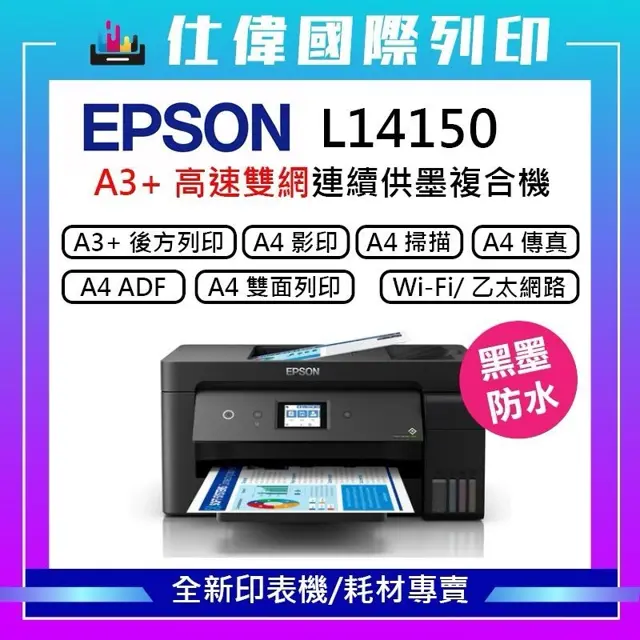 仕偉國際列印
EPSON L14150
A3+ 高速雙網連續供墨複合機
A3+ 後方列印 A4 影印 A4 掃描 A4 傳真
A4 ADF A4 雙面列印 Wi-Fi/ 乙太網路
黑墨
防水
EPSON
全新印表機/耗材專賣